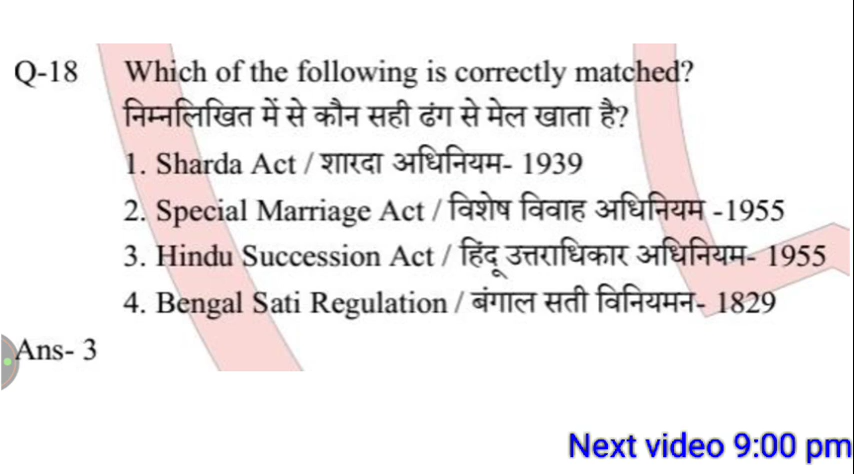 Q-18 Which of the following is correctly matched?
निम्नलिखित में से कौन सही ढंग से मेल खाता है?
1. Sharda Act / शारदा अधिनियम- 1939
2. Special Marriage Act / विशेष विवाह अधिनियम -1955
3. Hindu Succession Act / हिंदू उत्तराधिकार अधिनियम- 1955
4. Bengal Sati Regulation / बंगाल सती विनियमन- 1829
Ans- 3
Next video 9:00 pm